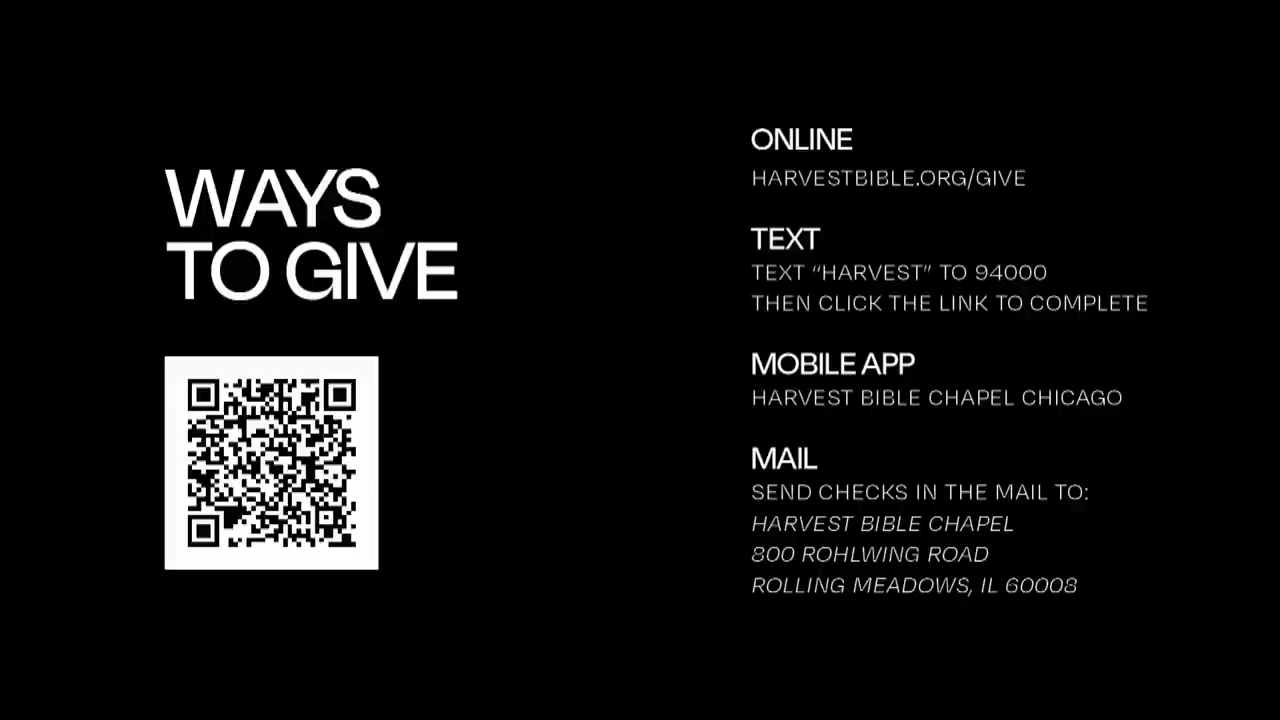 WAYS
TO GIVE
ONLINE
HARVESTBIBLE.ORG/GIVE
TEXT
TEXT “HARVEST” TO 94000
THEN CLICK THE LINK TO COMPLETE
MOBILE APP
HARVEST BIBLE CHAPEL CHICAGO
MAIL
SEND CHECKS IN THE MAIL TO:
HARVEST BIBLE CHAPEL
800 ROHLWING ROAD
ROLLING MEADOWS, IL 60008